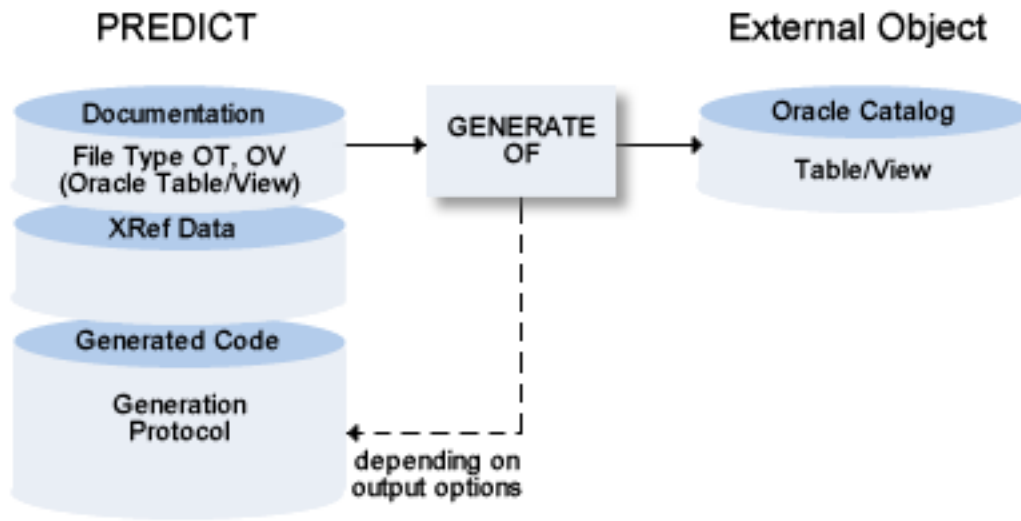 PREDICT
External Object
Documentation
File Type OT, OV
(Oracle Table/View)
GENERATE
OF
Oracle Catalog
Table/View
XRef Data
Generated Code
Generation
Protocol
depending on
output options